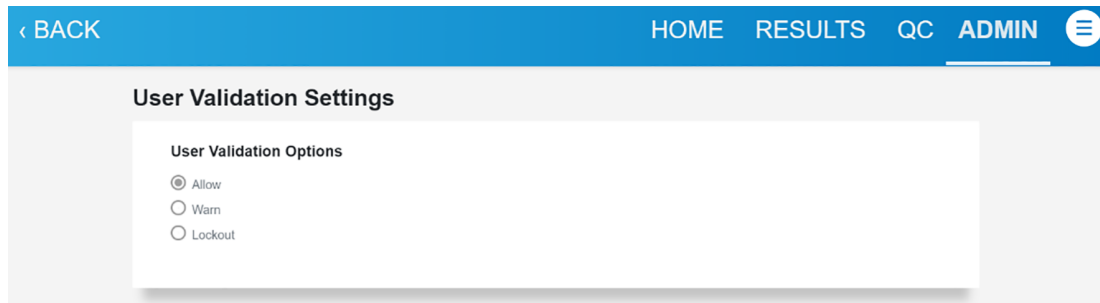 ‹ BACK HOME RESULTS QC ADMIN
User Validation Settings
User Validation Options
Allow
Warn
Lockout